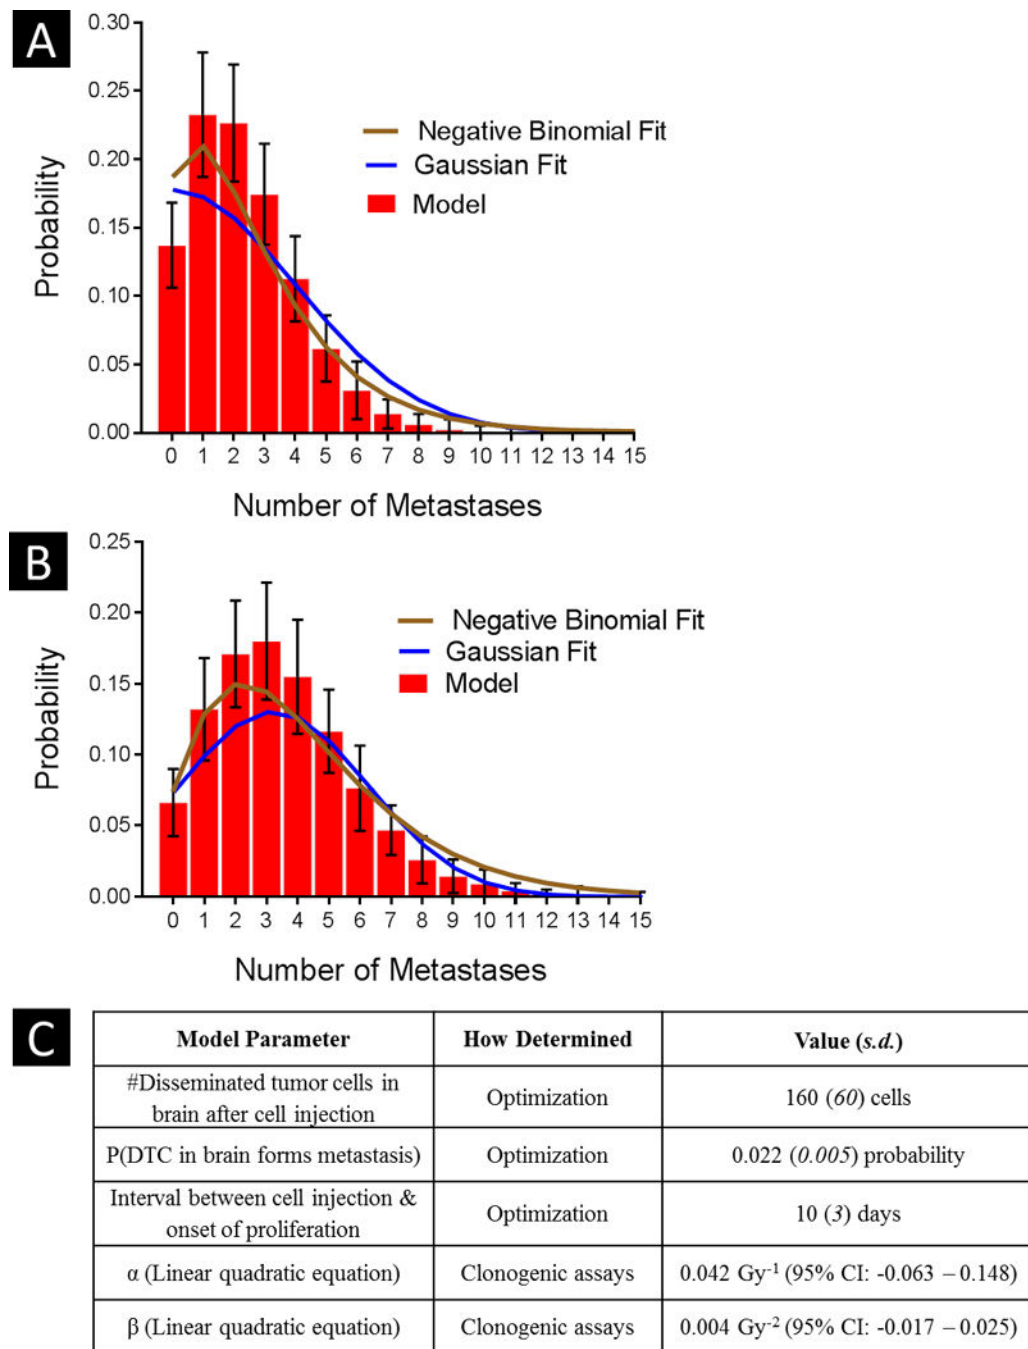 A
0.30
0.25
0.20
0.15
0.10
0.05
0.00
Probability
Negative Binomial Fit
Gaussian Fit
Model
0 1 2 3 4 5 6 7 8 9 10 11 12 13 14 15
Number of Metastases
B
0.25
0.20
0.15
0.10
0.05
0.00
Probability
Negative Binomial Fit
Gaussian Fit
Model
0 1 2 3 4 5 6 7 8 9 10 11 12 13 14 15
Number of Metastases
C
Model Parameter How Determined Value (s.d.)
#Disseminated tumor cells in
brain after cell injection
Optimization 160 (60) cells
P(DTC in brain forms metastasis) Optimization 0.022 (0.005) probability
Interval between cell injection &
onset of proliferation
Optimization 10 (3) days
α (Linear quadratic equation) Clonogenic assays 0.042 Gy⁻¹ (95% CI: -0.063 – 0.148)
β (Linear quadratic equation) Clonogenic assays 0.004 Gy⁻² (95% CI: -0.017 – 0.025)